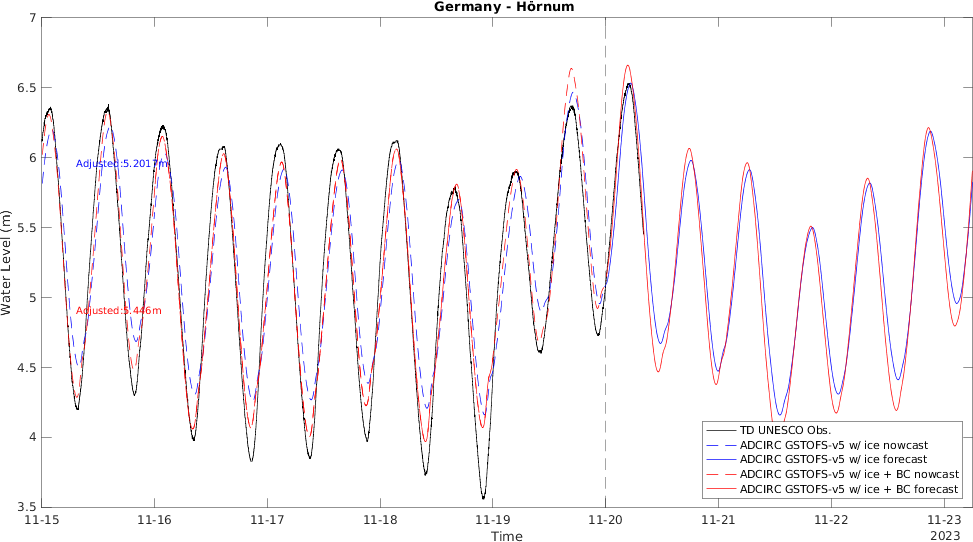 Germany - Hörnum
7
6.5
6
5.5
5
4.5
4
3.5
Water Level (m)
Adjusted:5.2017m
Adjusted:5.446m
TD UNESCO Obs.
ADCIRC GSTOFS-v5 w/ ice nowcast
ADCIRC GSTOFS-v5 w/ ice forecast
ADCIRC GSTOFS-v5 w/ ice + BC nowcast
ADCIRC GSTOFS-v5 w/ ice + BC forecast
11-15 11-16 11-17 11-18 11-19 11-20 11-21 11-22 11-23
2023
Time